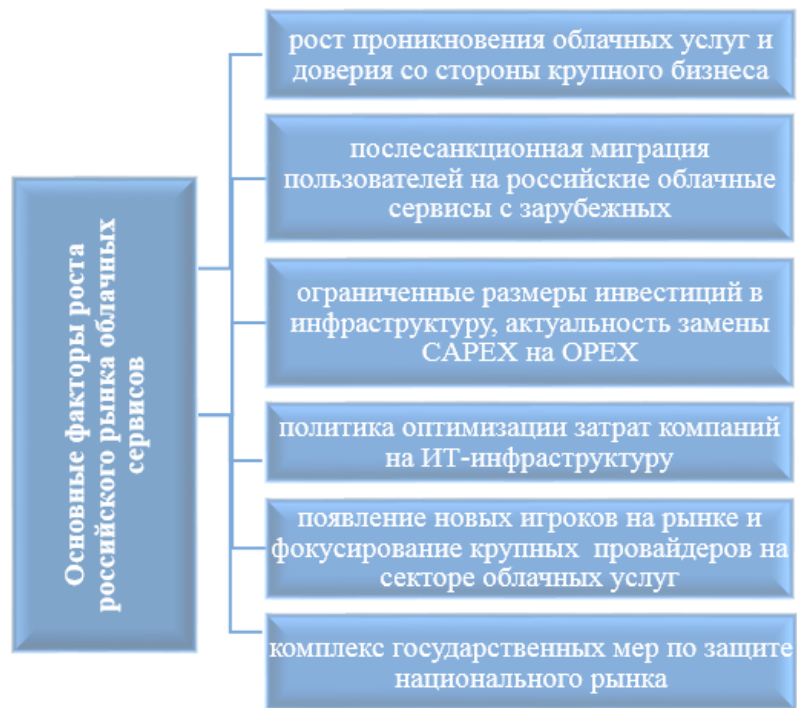 Основные факторы роста
российского рынка облачных
сервисов
рост проникновения облачных услуг и
доверия со стороны крупного бизнеса
послесанкционная миграция
пользователей на российские облачные
сервисы с зарубежных
ограниченные размеры инвестиций в
инфраструктуру, актуальность замены
CAPEX на OPEX
политика оптимизации затрат компаний
на ИТ-инфраструктуру
появление новых игроков на рынке и
фокусирование крупных провайдеров на
секторе облачных услуг
комплекс государственных мер по защите
национального рынка